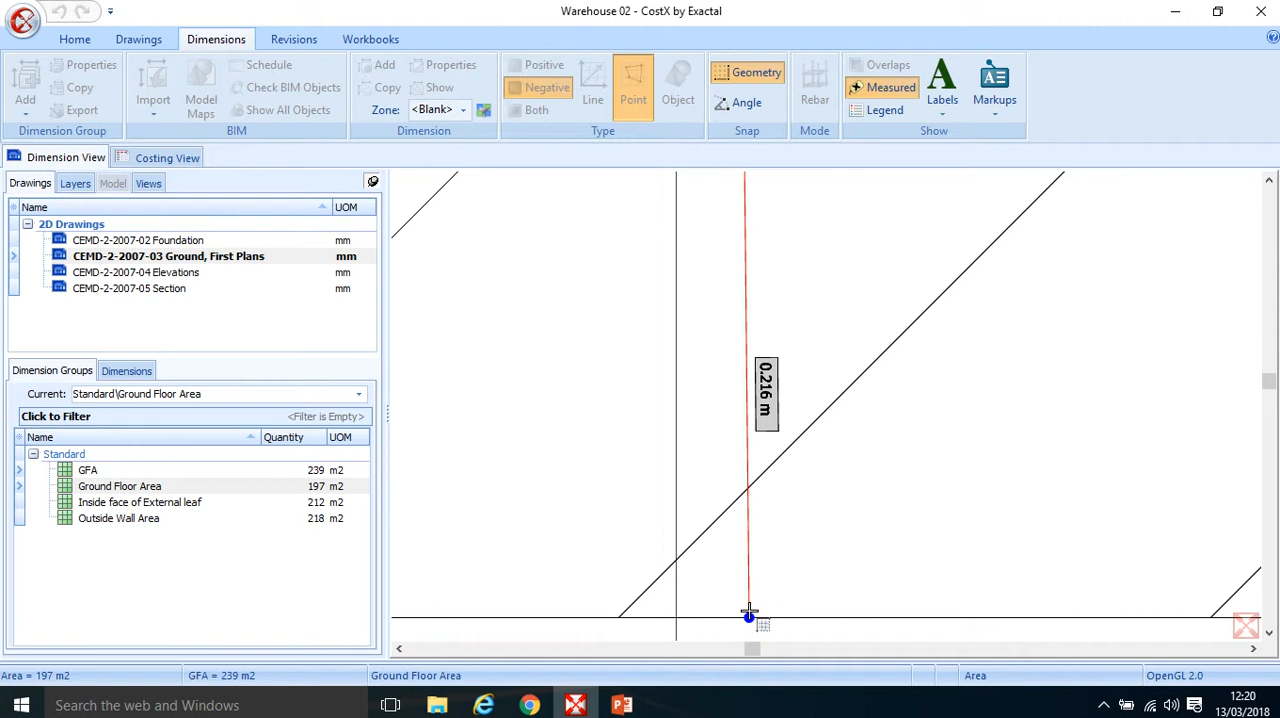 Warehouse 02 - CostX by Exactal
Home Drawings Dimensions Revisions Workbooks
Add Properties Copy Export
Dimension Group
Import Model Maps Schedule Check BIMObjects Show All Objects
BIM
Add Properties
Copy Show
Zone: <Blank>
Dimension
Positive Negative Both Line Point Object
Type
Geometry
Angle
Snap
Rebar
Mode
Overlaps Measured Legend Labels Markups
Show
Dimension View Costing View
Drawings Layers Model Views
Name UOM
2D Drawings
CEMD-2-2007-02 Foundation mm
CEMD-2-2007-03 Ground, First Plans mm
CEMD-2-2007-04 Elevations mm
CEMD-2-2007-05 Section mm
Dimension Groups Dimensions
Current: Standard\Ground Floor Area
Click to Filter <Filter is Empty>
Name Quantity UOM
Standard
GFA 239 m2
Ground Floor Area 197 m2
Inside face of External leaf 212 m2
Outside Wall Area 218 m2
0.216 m
Area = 197 m2 GFA = 239 m2 Ground Floor Area Area OpenGL 2.0
Search the web and Windows
12:20
13/03/2018